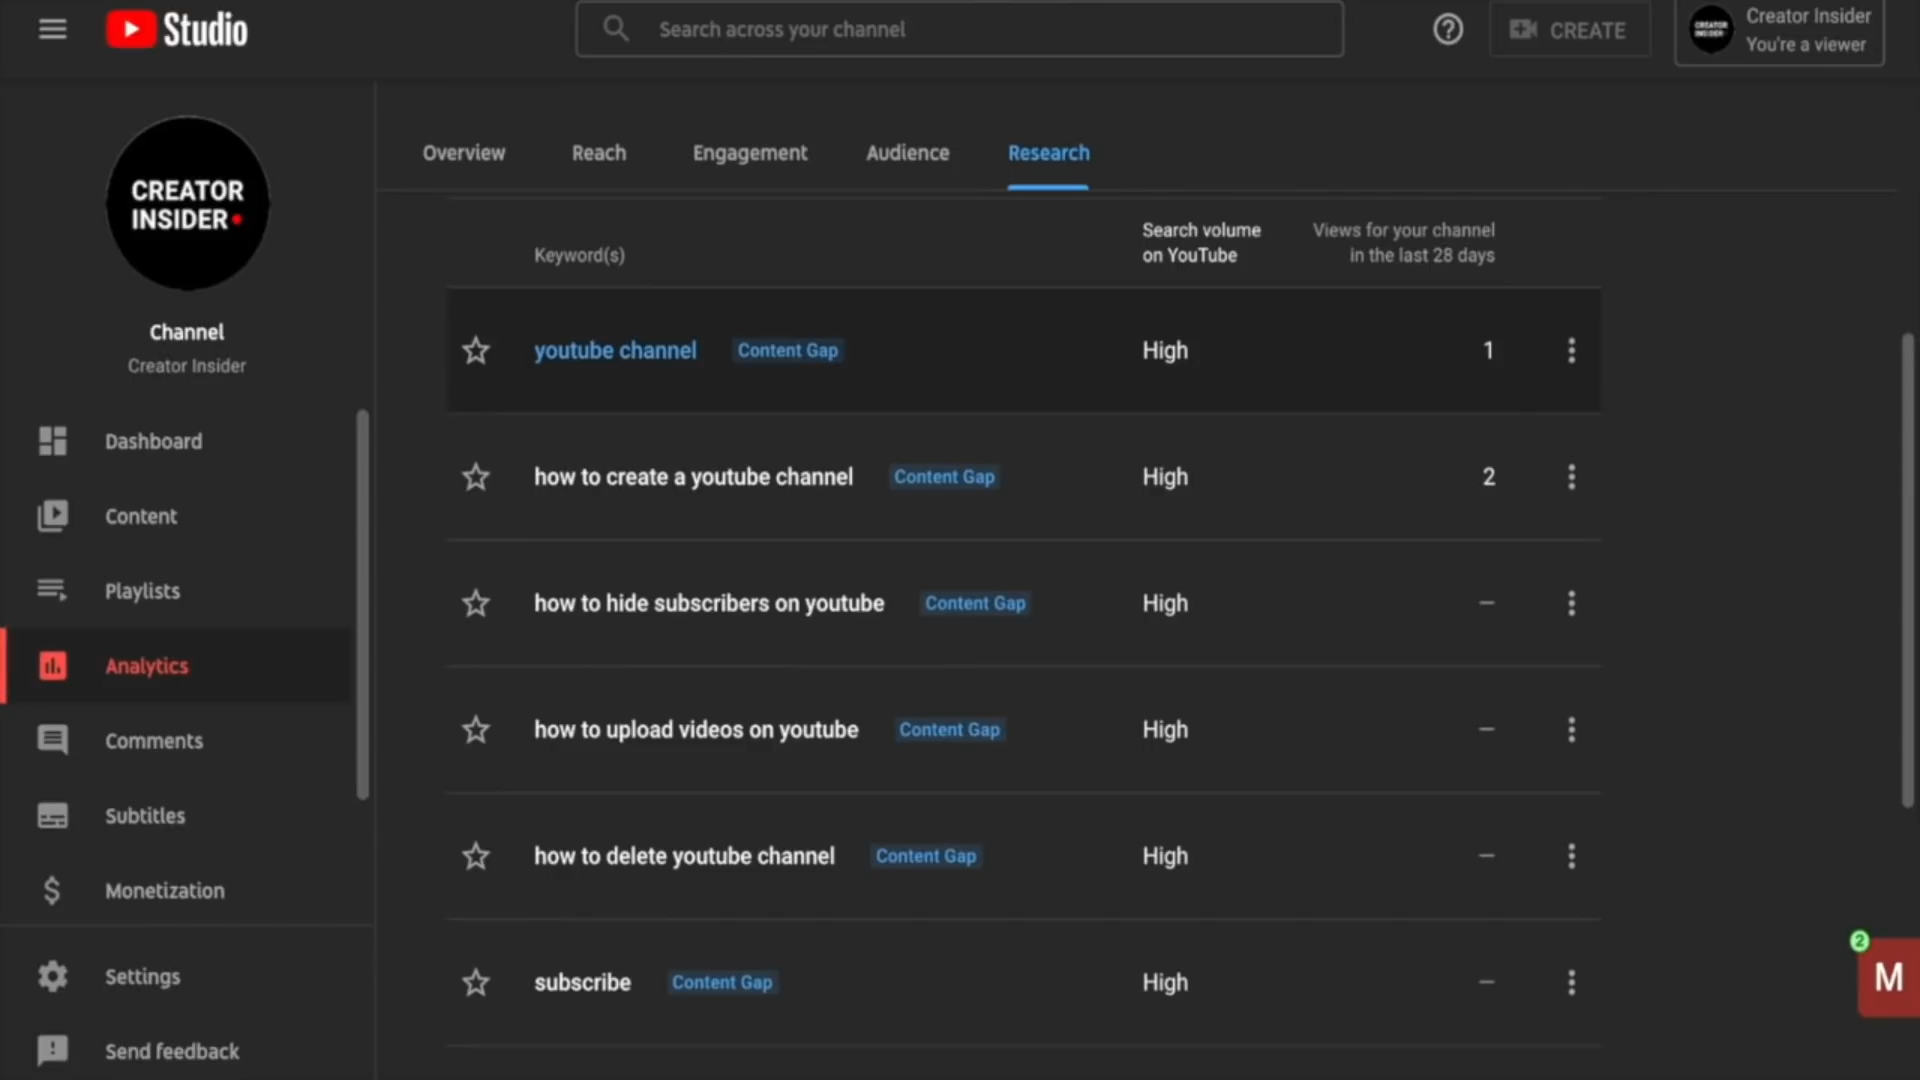 Studio
Search across your channel
CREATE
CREATOR INSIDER
Creator Insider
You're a viewer
CREATOR
INSIDER
Channel
Creator Insider
Dashboard
Content
Playlists
Analytics
Comments
Subtitles
Monetization
Settings
Send feedback
Overview Reach Engagement Audience Research
Keyword(s)
Search volume
on YouTube
Views for your channel
in the last 28 days
youtube channel Content Gap High 1
how to create a youtube channel Content Gap High 2
how to hide subscribers on youtube Content Gap High –
how to upload videos on youtube Content Gap High –
how to delete youtube channel Content Gap High –
subscribe Content Gap High –
2
M